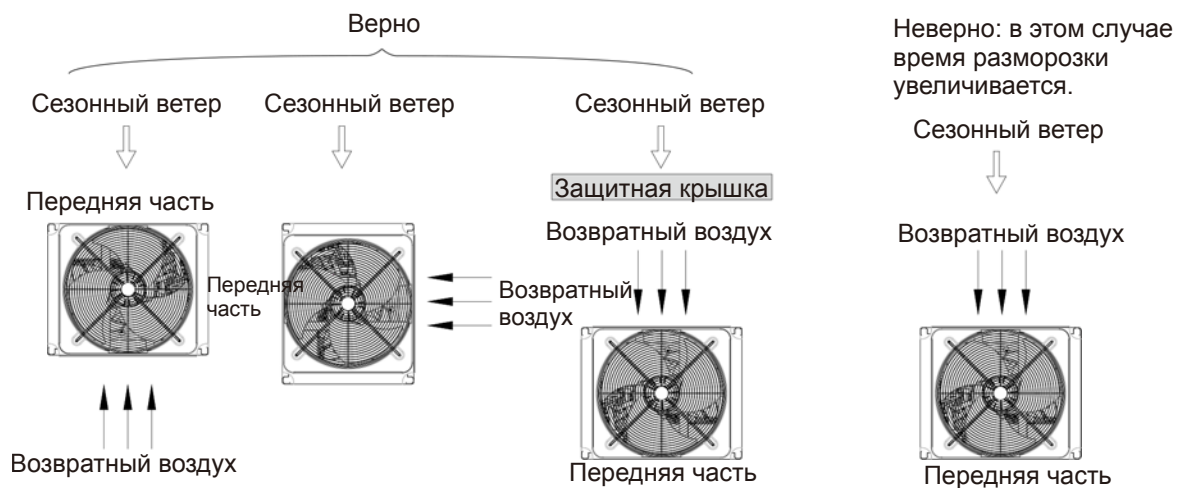 Верно
Сезонный ветер
Передняя часть
Возвратный воздух
Сезонный ветер
Передняя
часть
Возвратный
воздух
Сезонный ветер
Защитная крышка
Возвратный воздух
Передняя часть
Неверно: в этом случае
время разморозки
увеличивается.
Сезонный ветер
Возвратный воздух
Передняя часть